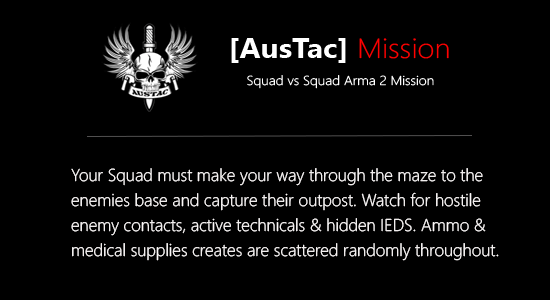 [AusTac] Mission
AUSTAC
Squad vs Squad Arma 2 Mission
Your Squad must make your way through the maze to the
enemies base and capture their outpost. Watch for hostile
enemy contacts, active technicals & hidden IEDS. Ammo &
medical supplies creates are scattered randomly throughout.